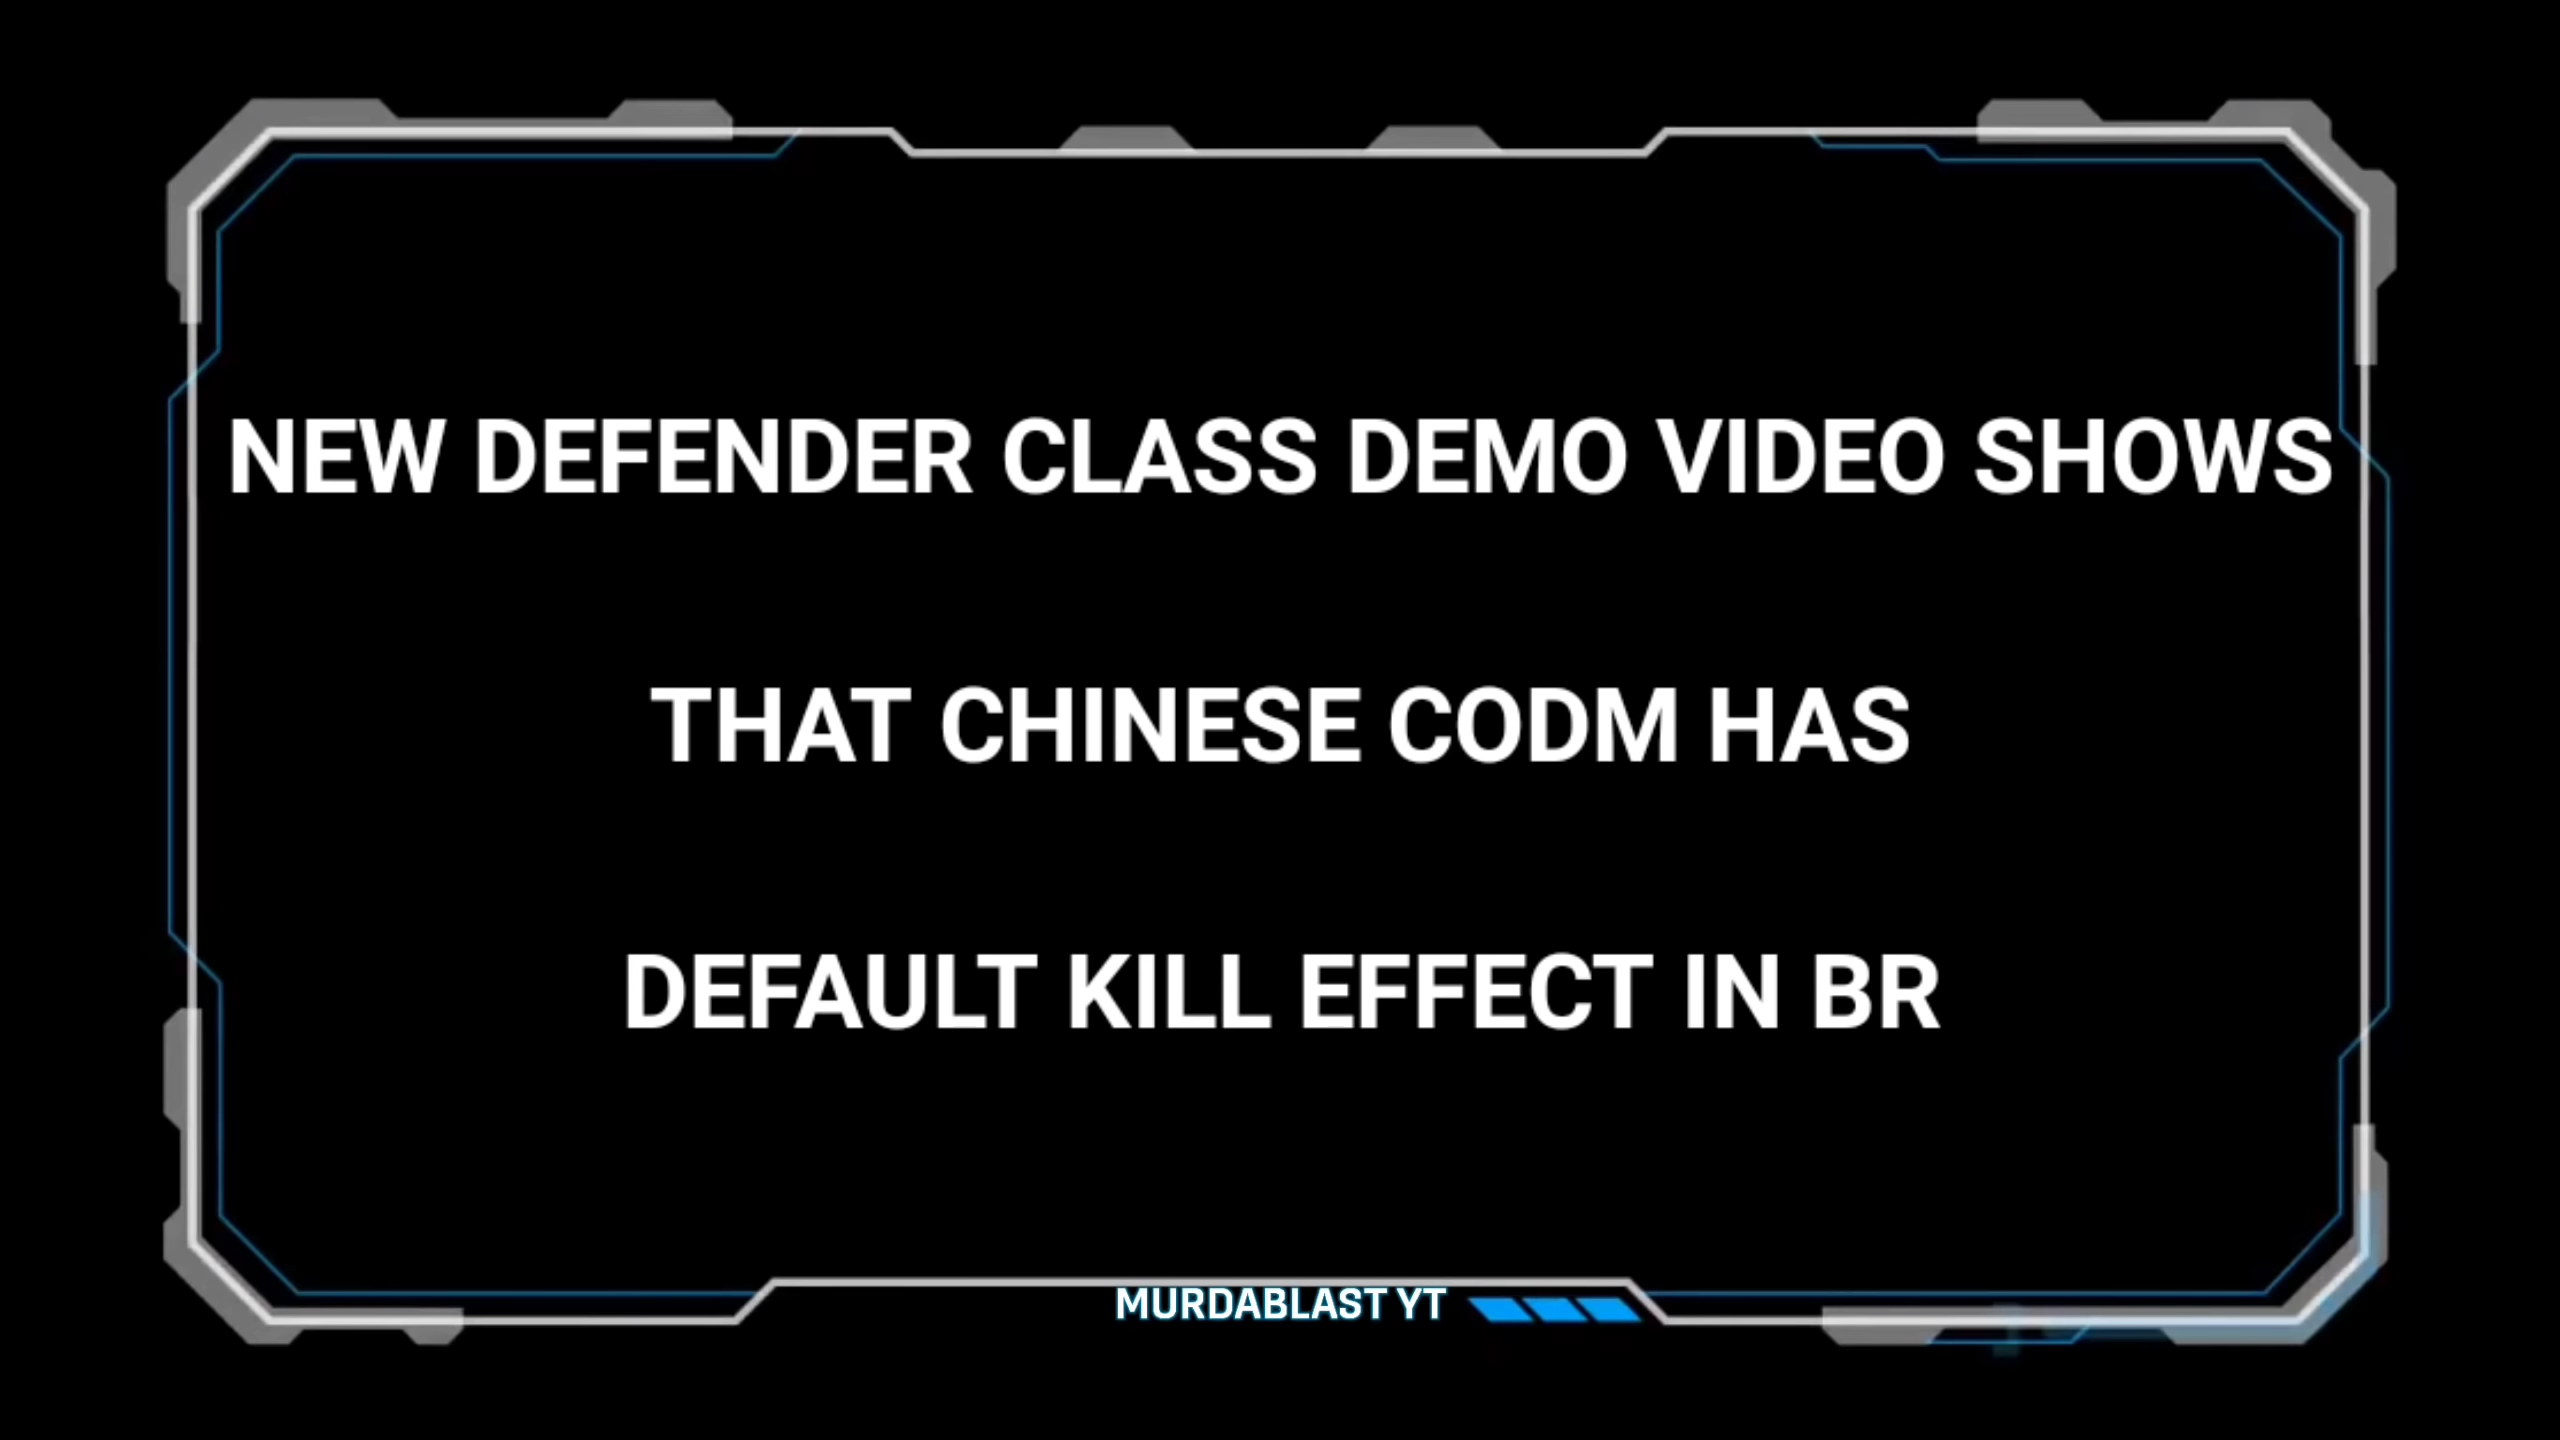 NEW DEFENDER CLASS DEMO VIDEO SHOWS
THAT CHINESE CODM HAS
DEFAULT KILL EFFECT IN BR
MURDABLAST YT